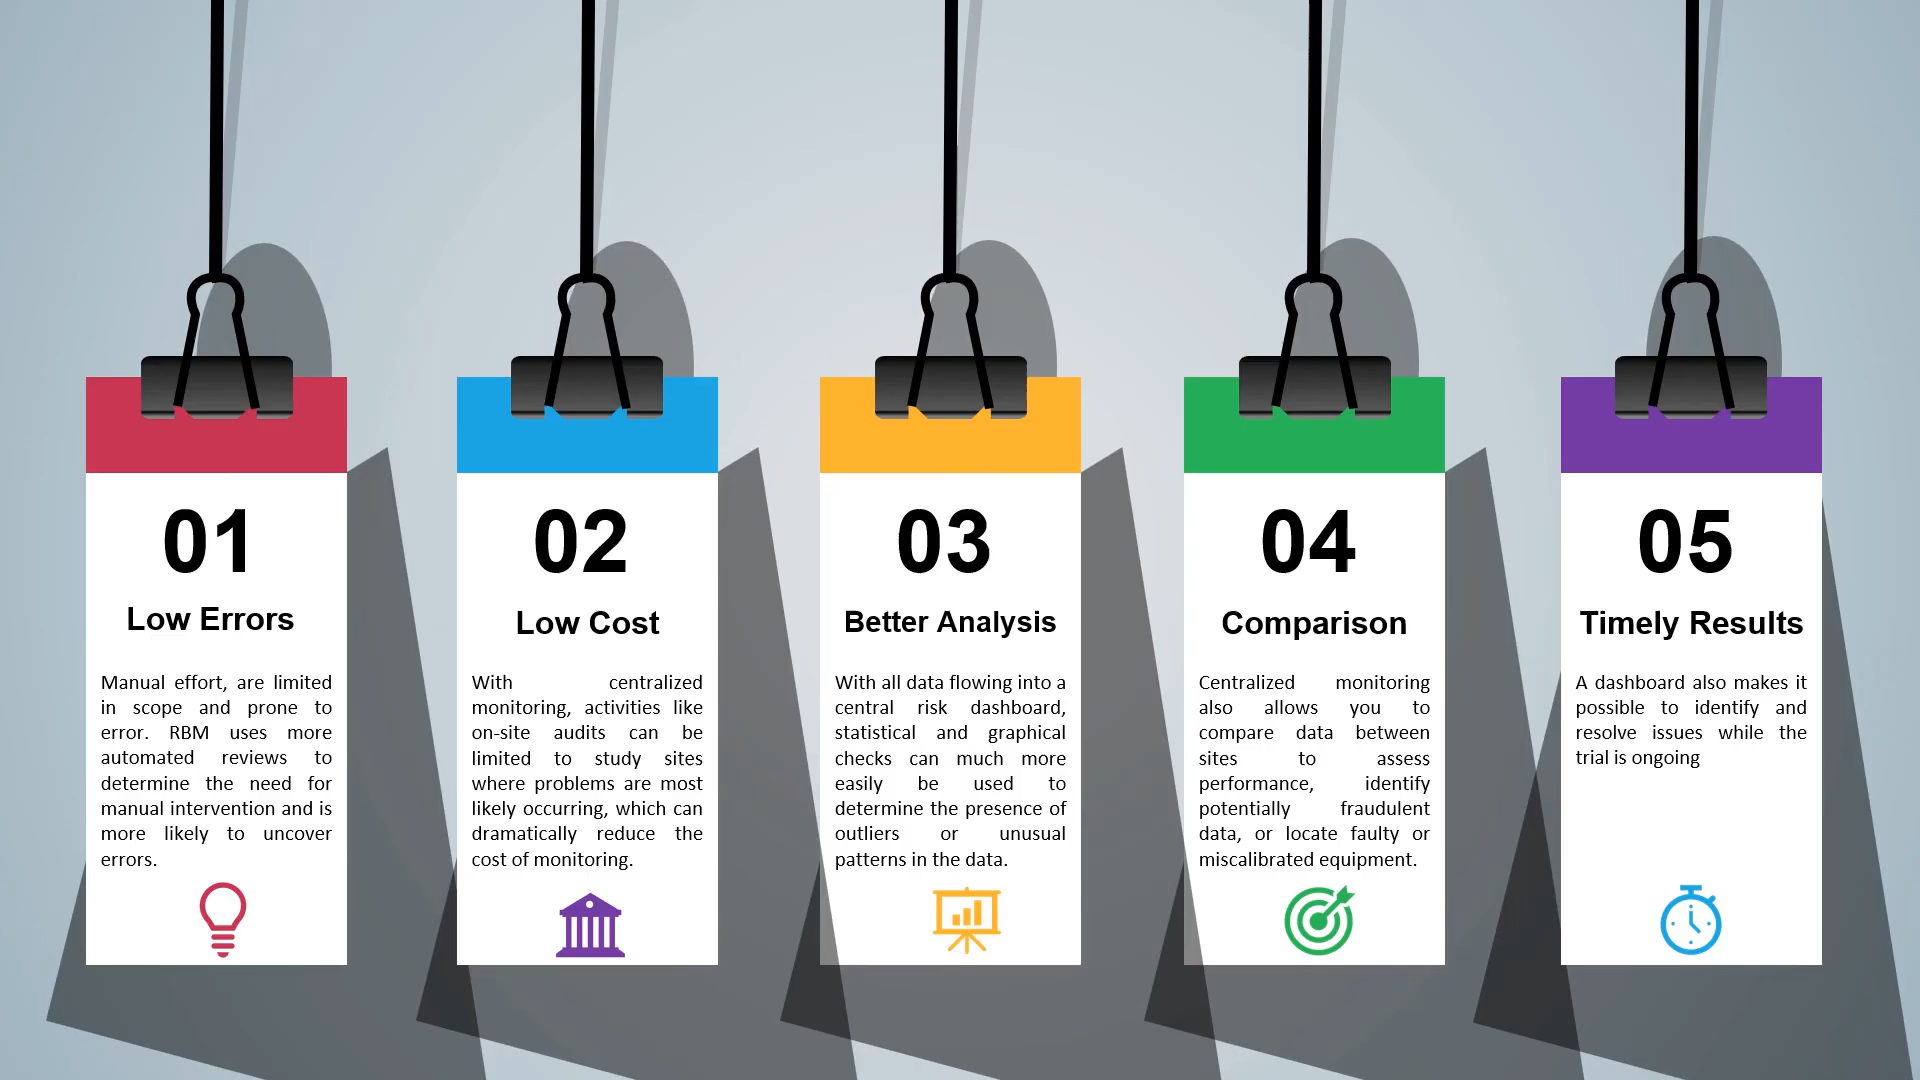 01
Low Errors
Manual effort, are limited
in scope and prone to
error. RBM uses more
automated reviews to
determine the need for
manual intervention and is
more likely to uncover
errors.
02
Low Cost
With centralized
monitoring, activities like
on-site audits can be
limited to study sites
where problems are most
likely occurring, which can
dramatically reduce the
cost of monitoring.
03
Better Analysis
With all data flowing into a
central risk dashboard,
statistical and graphical
checks can much more
easily be used to
determine the presence of
outliers or unusual
patterns in the data.
04
Comparison
Centralized monitoring
also allows you to
compare data between
sites to assess
performance, identify
potentially fraudulent
data, or locate faulty or
miscalibrated equipment.
05
Timely Results
A dashboard also makes it
possible to identify and
resolve issues while the
trial is ongoing